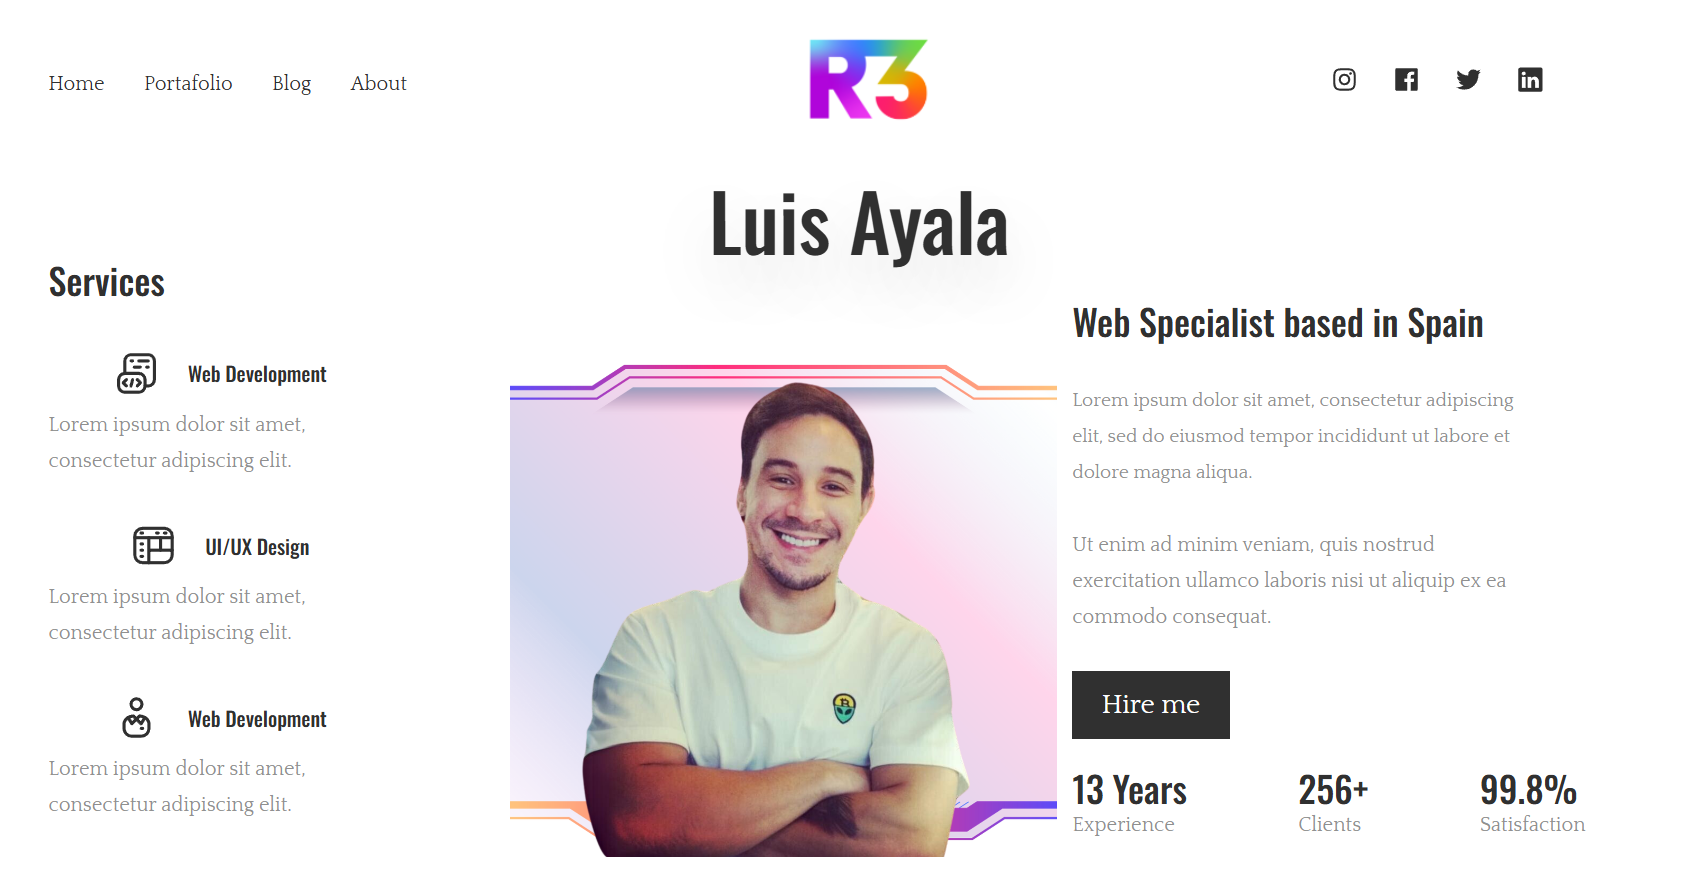 Home Portafolio Blog About
R3
Luis Ayala
Services
Web Development
Lorem ipsum dolor sit amet,
consectetur adipiscing elit.
UI/UX Design
Lorem ipsum dolor sit amet,
consectetur adipiscing elit.
Web Development
Lorem ipsum dolor sit amet,
consectetur adipiscing elit.
Web Specialist based in Spain
Lorem ipsum dolor sit amet, consectetur adipiscing
elit, sed do eiusmod tempor incididunt ut labore et
dolore magna aliqua.
Ut enim ad minim veniam, quis nostrud
exercitation ullamco laboris nisi ut aliquip ex ea
commodo consequat.
Hire me
13 Years 256+ 99.8%
Experience Clients Satisfaction